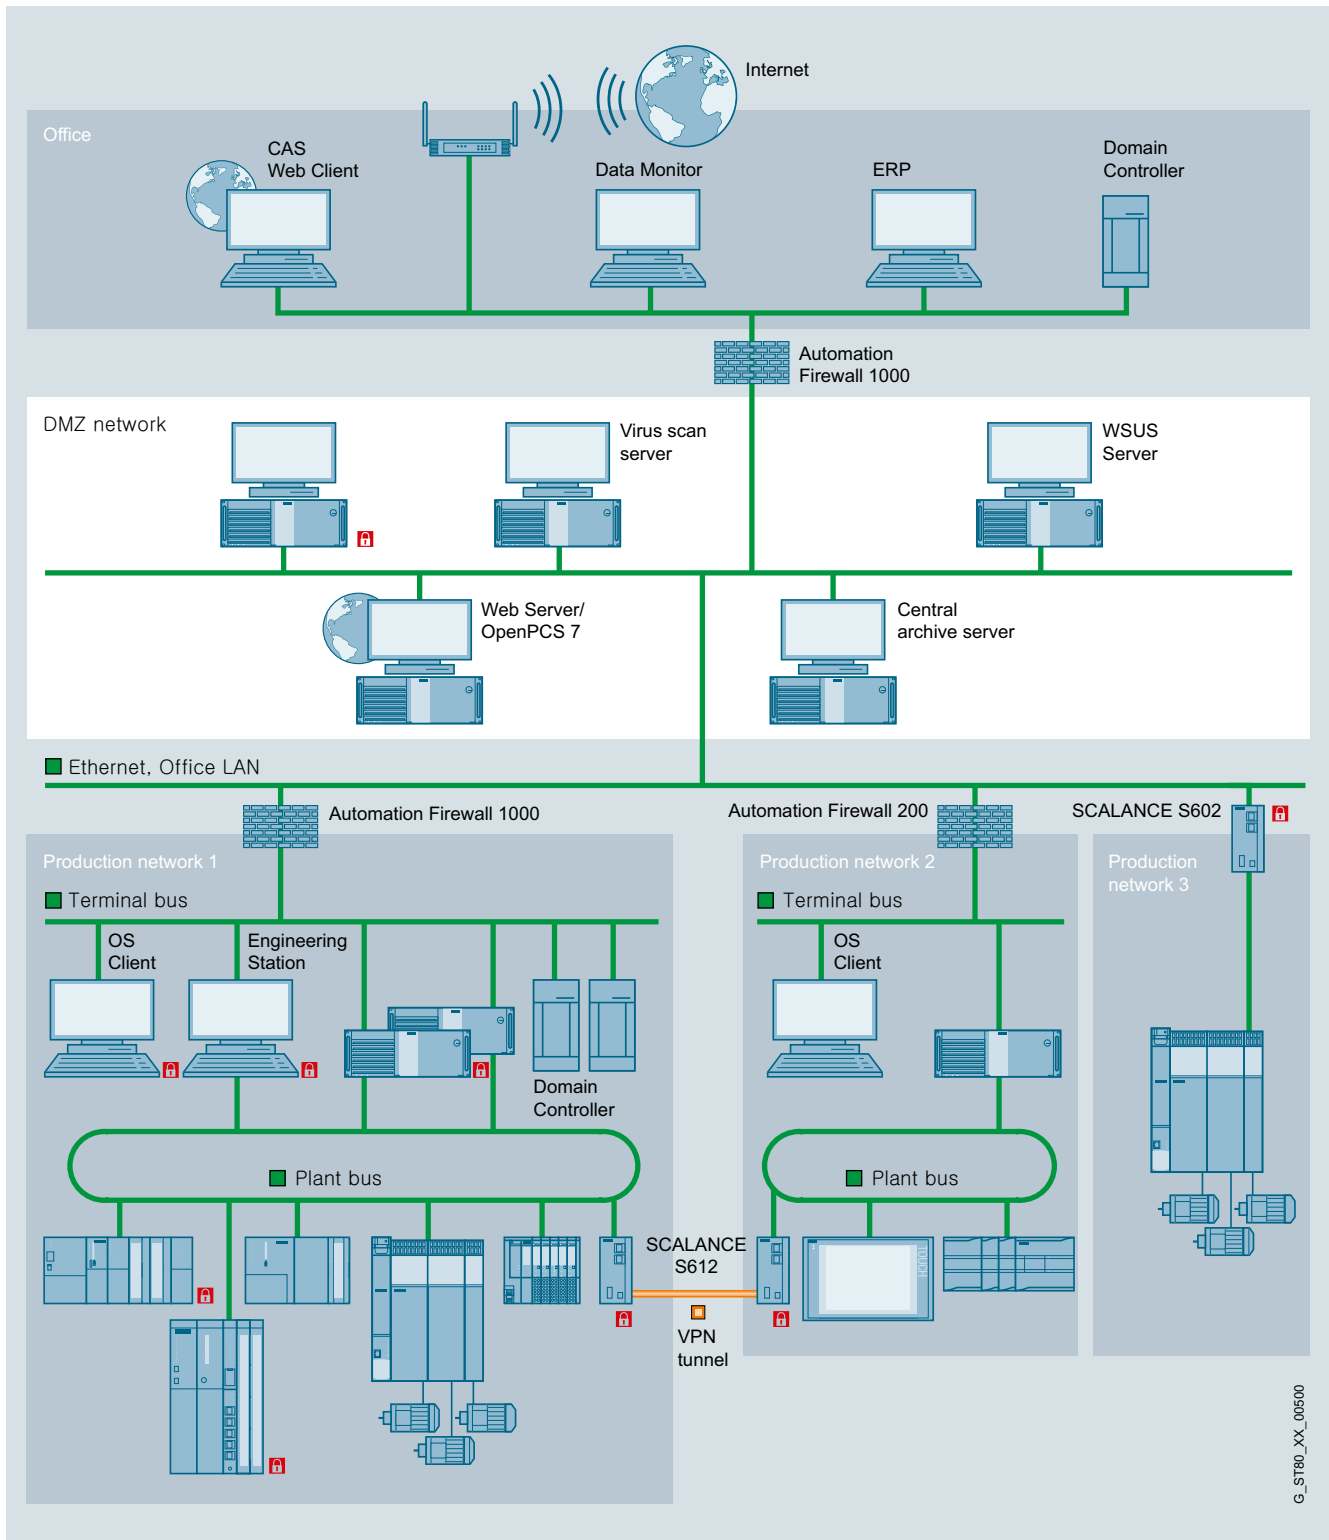 Internet
Office
CAS
Web Client
Data Monitor
ERP
Domain
Controller
Automation
Firewall 1000
DMZ network
Virus scan
server
WSUS
Server
Web Server/
OpenPCS 7
Central
archive server
Ethernet, Office LAN
Automation Firewall 1000
Automation Firewall 200
SCALANCE S602
Production network 1
Production network 2
Production
network 3
Terminal bus
Terminal bus
OS
Client
Engineering
Station
OS
Client
Domain
Controller
Plant bus
Plant bus
SCALANCE
S612
TOUCH
VPN
tunnel
G_ST80_XX_00500